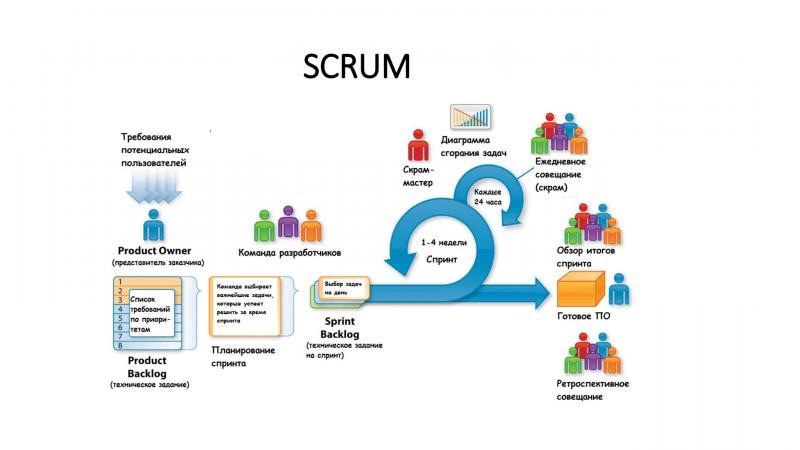 SCRUM
Требования
потенциальных
пользователей
Product Owner
(представитель заказчика)
1
2
3
4
5
6
7
8
Список
требований
по приори-
тетам
Product
Backlog
(техническое задание)
Команда разработчиков
Команда выбирает
важнейшие задачи,
которые успеет
решить за время
спринта
Планирование
спринта
Выбор задач
на день
Sprint
Backlog
(техническое задание
на спринт)
Скрам-
мастер
Диаграмма
сгорания задач
1-4 недели
Спринт
Каждые
24 часа
Ежедневное
совещание
(скрам)
Обзор итогов
спринта
Готовое ПО
Ретроспективное
совещание